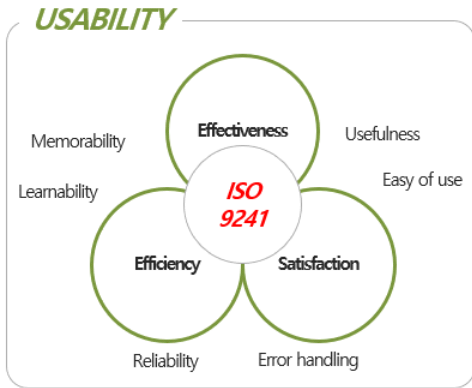 USABILITY
Effectiveness
Memorability
Usefulness
Learnability
Easy of use
ISO
9241
Efficiency
Satisfaction
Reliability
Error handling